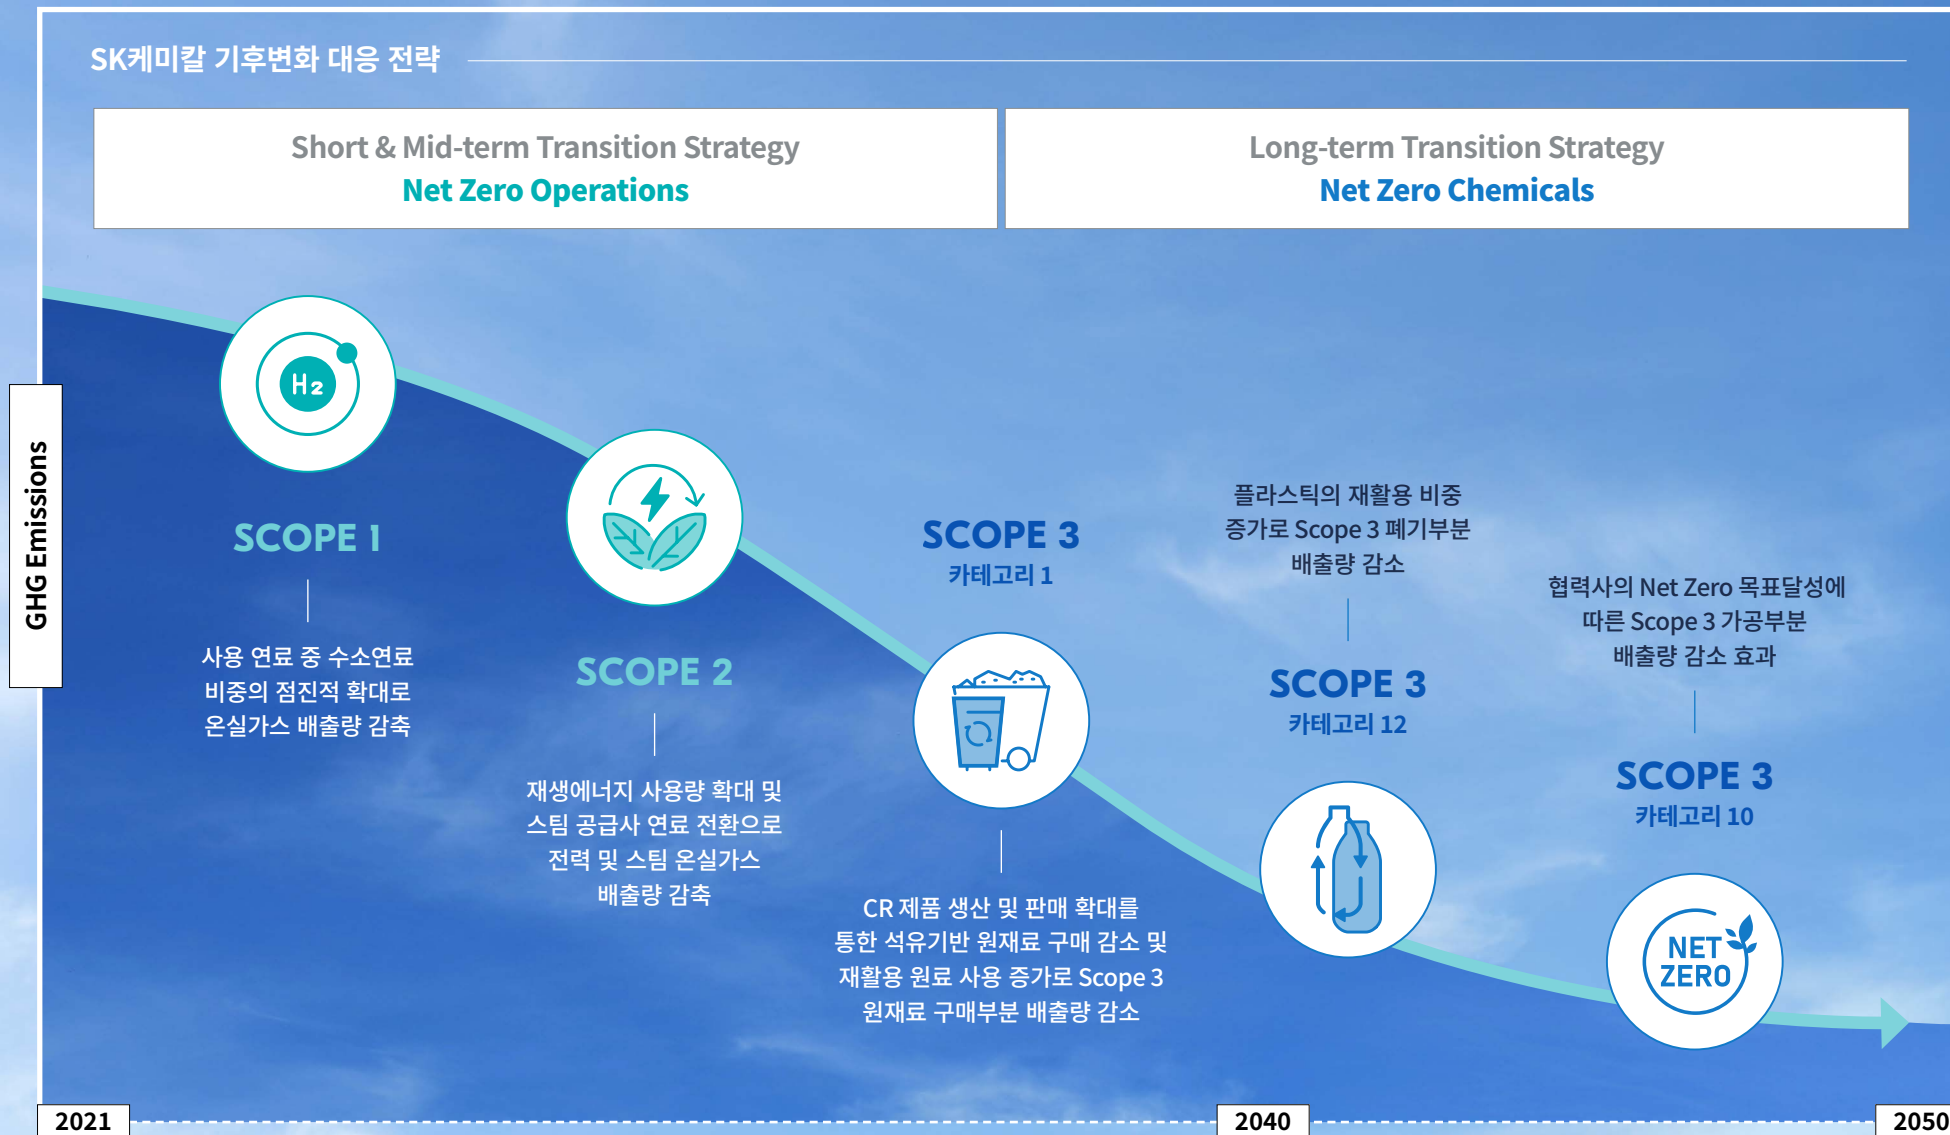 SK케미칼 기후변화 대응 전략
Short & Mid-term Transition Strategy
Net Zero Operations
Long-term Transition Strategy
Net Zero Chemicals
GHG Emissions
H2
SCOPE 1
사용 연료 중 수소연료
비중의 점진적 확대로
온실가스 배출량 감축
SCOPE 2
재생에너지 사용량 확대 및
스팀 공급사 연료 전환으로
전력 및 스팀 온실가스
배출량 감축
SCOPE 3
카테고리 1
CR 제품 생산 및 판매 확대를
통한 석유기반 원재료 구매 감소 및
재활용 원료 사용 증가로 Scope 3
원재료 구매부분 배출량 감소
플라스틱의 재활용 비중
증가로 Scope 3 폐기부분
배출량 감소
SCOPE 3
카테고리 12
협력사의 Net Zero 목표달성에
따른 Scope 3 가공부분
배출량 감소 효과
SCOPE 3
카테고리 10
NET
ZERO
2021
2040
2050